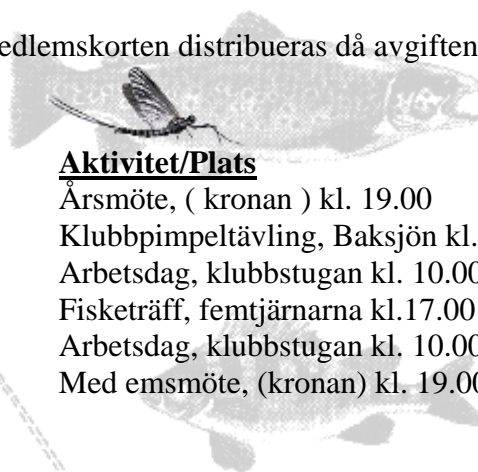 edlemskorten distribueras då avgiften
Aktivitet/Plats
Årsmöte, ( kronan ) kl. 19.00
Klubbpimpeltävling, Baksjön kl.
Arbetsdag, klubbstugan kl. 10.00
Fisketräff, femtjärnarna kl.17.00
Arbetsdag, klubbstugan kl. 10.00
Med emsmöte, (kronan) kl. 19.00